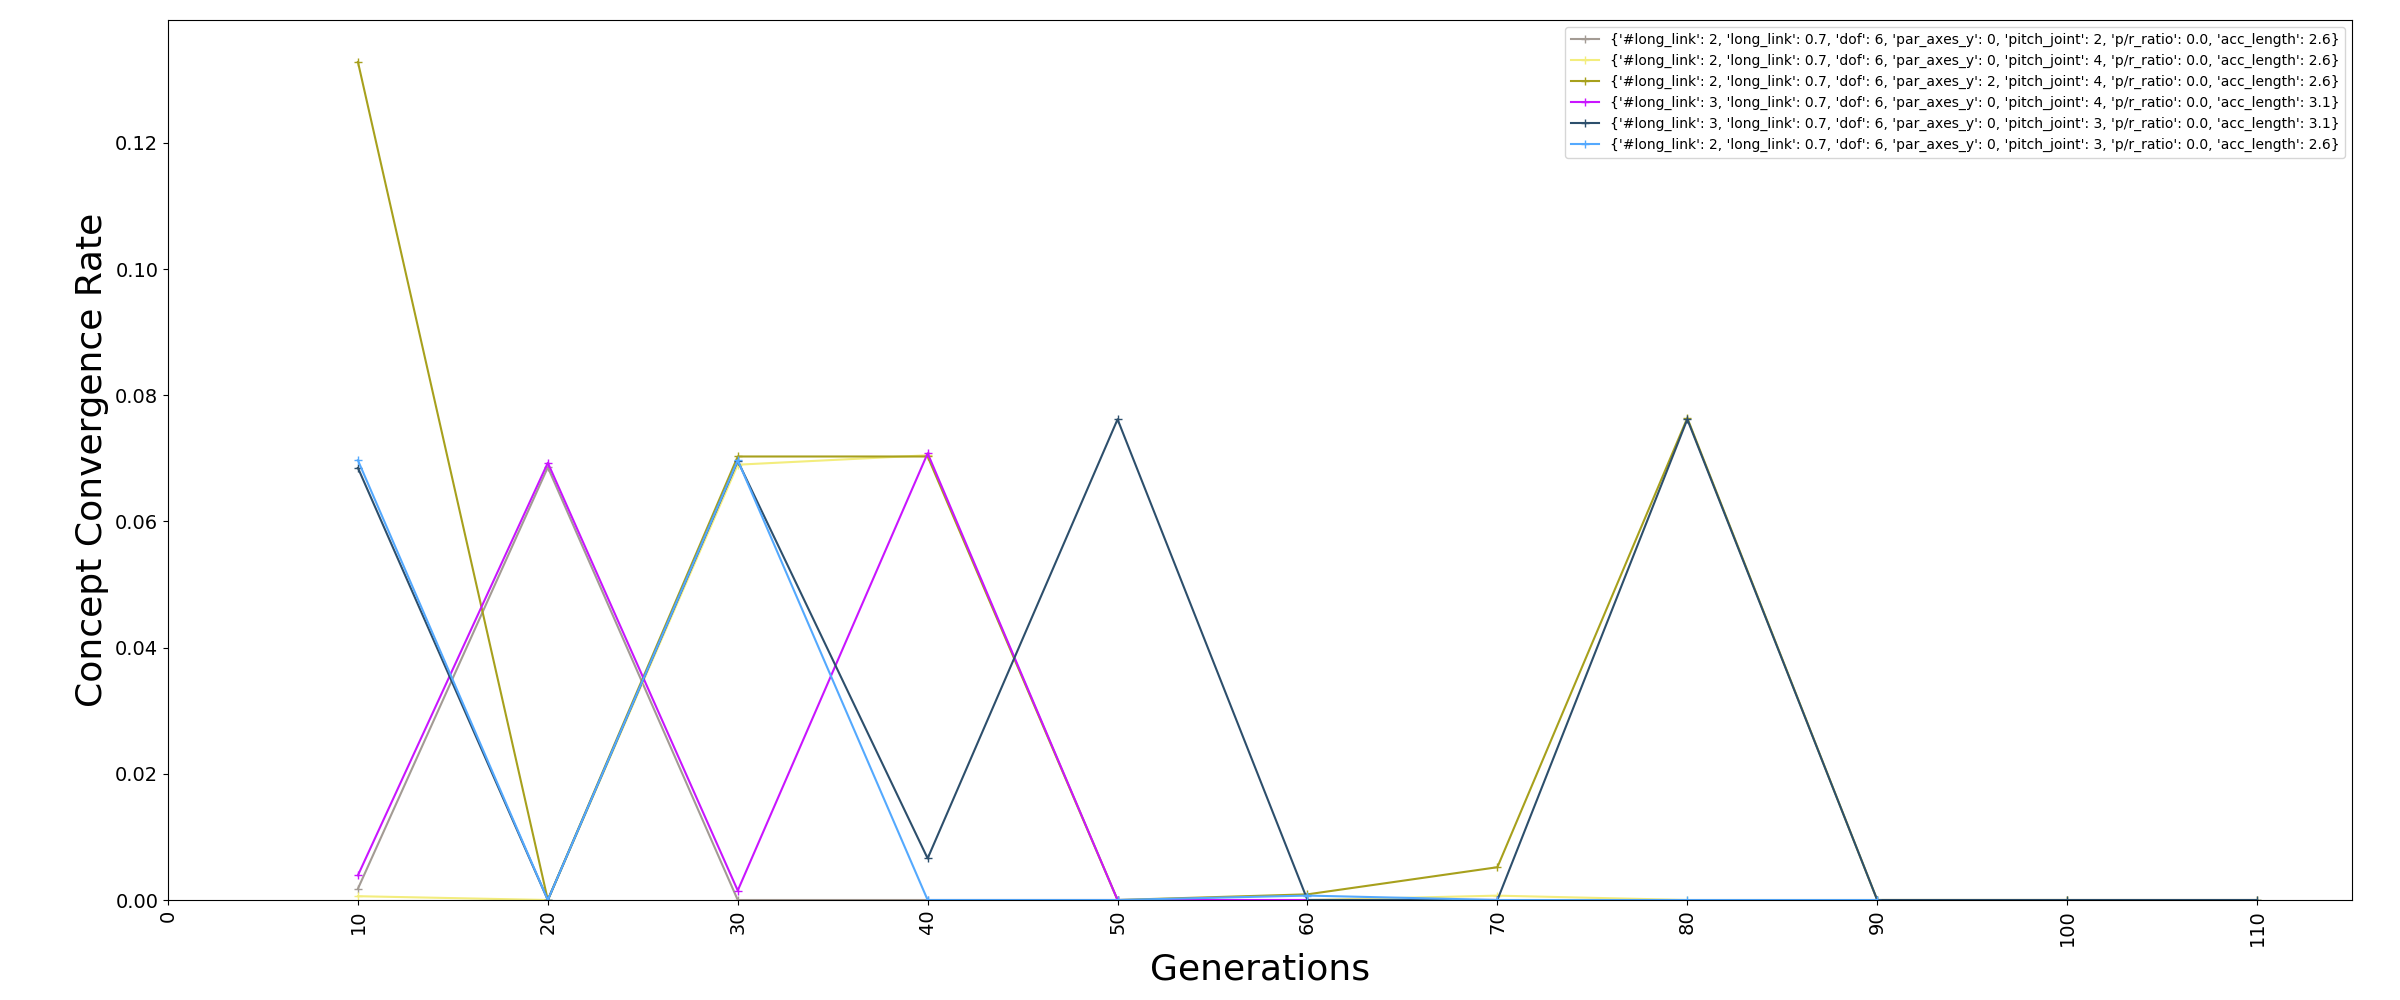 {'#long_link': 2, 'long_link': 0.7, 'dof': 6, 'par_axes_y': 0, 'pitch_joint': 2, 'p/r_ratio': 0.0, 'acc_length': 2.6}
{'#long_link': 2, 'long_link': 0.7, 'dof': 6, 'par_axes_y': 0, 'pitch_joint': 4, 'p/r_ratio': 0.0, 'acc_length': 2.6}
{'#long_link': 2, 'long_link': 0.7, 'dof': 6, 'par_axes_y': 2, 'pitch_joint': 4, 'p/r_ratio': 0.0, 'acc_length': 2.6}
{'#long_link': 3, 'long_link': 0.7, 'dof': 6, 'par_axes_y': 0, 'pitch_joint': 4, 'p/r_ratio': 0.0, 'acc_length': 3.1}
{'#long_link': 3, 'long_link': 0.7, 'dof': 6, 'par_axes_y': 0, 'pitch_joint': 3, 'p/r_ratio': 0.0, 'acc_length': 3.1}
{'#long_link': 2, 'long_link': 0.7, 'dof': 6, 'par_axes_y': 0, 'pitch_joint': 3, 'p/r_ratio': 0.0, 'acc_length': 2.6}
Concept Convergence Rate
0.12
0.10
0.08
0.06
0.04
0.02
0.00
0 10 20 30 40 50 60 70 80 90 100 110
Generations